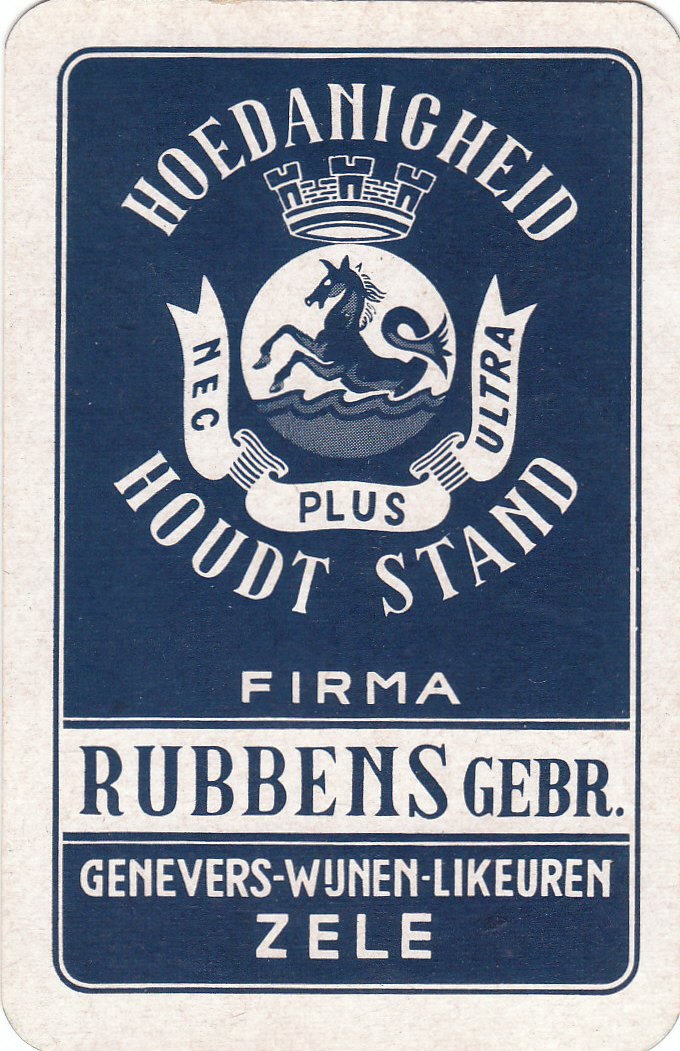 HOEDANIGHEID
NEC
PLUS
ULTRA
HOUDT STAND
FIRMA
RUBBENS GEBR.
GENEVERS-WIJNEN-LIKEUREN
ZELE